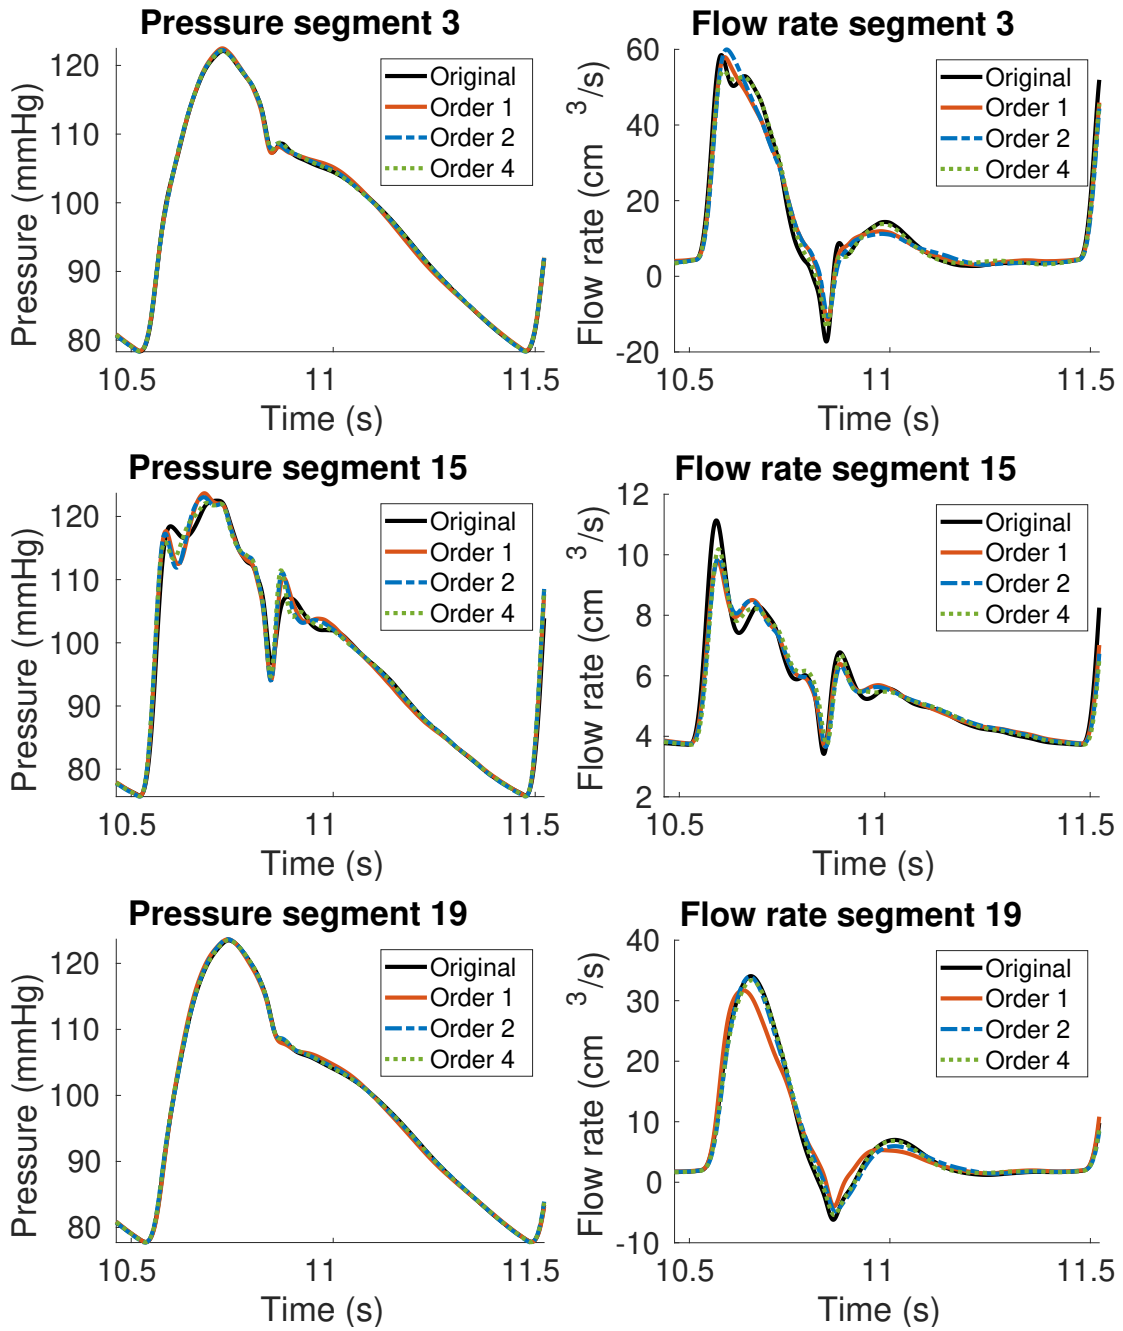 Pressure segment 3
Pressure (mmHg)
120
100
90
80
10.5
11
11.5
Time (s)
Original
Order 1
Order 2
Order 4
Flow rate segment 3
Flow rate (cm 3/s)
60
40
20
0
-20
10.5
11
11.5
Time (s)
Original
Order 1
Order 2
Order 4
Pressure segment 15
Pressure (mmHg)
120
110
100
90
80
10.5
11
11.5
Time (s)
Original
Order 1
Order 2
Order 4
Flow rate segment 15
Flow rate (cm 3/s)
12
10
8
6
4
2
10.5
11
11.5
Time (s)
Original
Order 1
Order 2
Order 4
Pressure segment 19
Pressure (mmHg)
120
110
100
90
80
10.5
11
11.5
Time (s)
Original
Order 1
Order 2
Order 4
Flow rate segment 19
Flow rate (cm 3/s)
40
30
20
10
0
-10
10.5
11
11.5
Time (s)
Original
Order 1
Order 2
Order 4